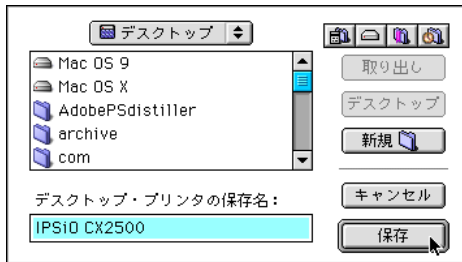 デスクトップ
Mac OS 9
Mac OS X
AdobePSdistiller
archive
com
取り出し
デスクトップ
新規
デスクトップ・プリンタの保存名：
IPSiO CX2500
キャンセル
保存